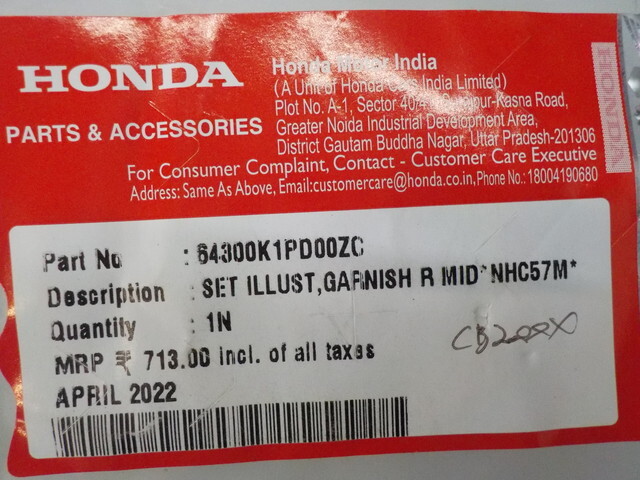 HONDA
PARTS & ACCESSORIES
Honda Motor India
(A Unit of Honda Cars India Limited)
Plot No. A-1, Sector 40/41, Surajpur-Kasna Road,
Greater Noida Industrial Development Area,
District Gautam Buddha Nagar, Uttar Pradesh-201306
For Consumer Complaint, Contact - Customer Care Executive
Address: Same As Above, Email:customercare@honda.co.in, Phone No.: 18004190680
HONDA
Part No : 64300K1PD00ZC
Description : SET ILLUST,GARNISH R MID*NHC57M*
Quantity : 1N
MRP ₹ 713.00 incl. of all taxes
APRIL 2022
CB200X